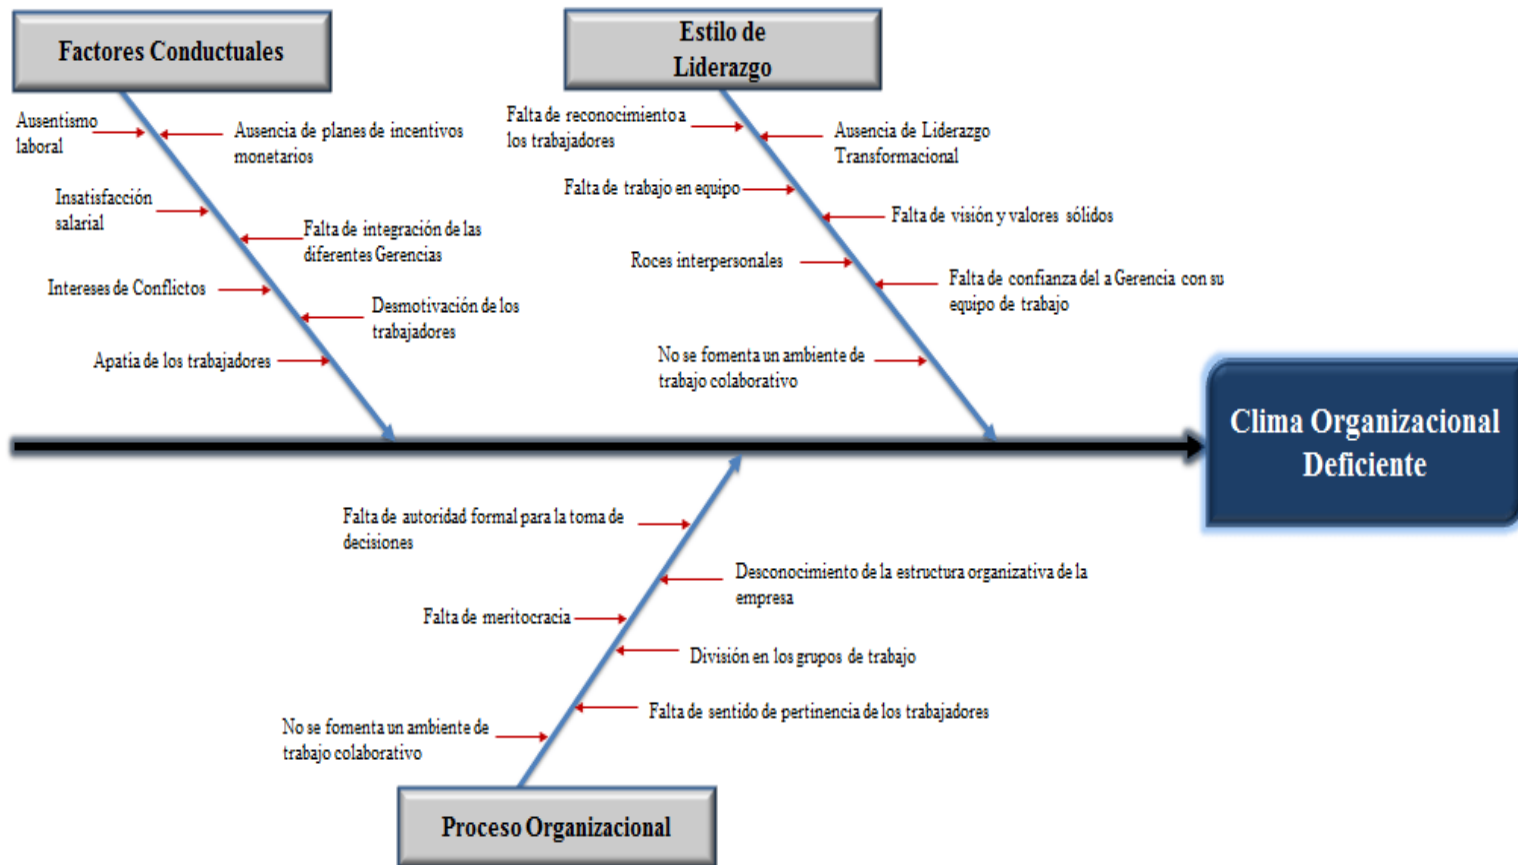 Factores Conductuales
Ausentismo
laboral
Ausencia de planes de incentivos
monetarios
Insatisfacción
salarial
Falta de integración de las
diferentes Gerencias
Intereses de Conflictos
Desmotivación de los
trabajadores
Apatia de los trabajadores
Estilo de
Liderazgo
Falta de reconocimiento a
los trabajadores
Ausencia de Liderazgo
Transformacional
Falta de trabajo en equipo
Falta de visión y valores sólidos
Roces interpersonales
Falta de confianza del a Gerencia con su
equipo de trabajo
No se fomenta un ambiente de
trabajo colaborativo
Clima Organizacional
Deficiente
Falta de autoridad formal para la toma de
decisiones
Desconocimiento de la estructura organizativa de la
empresa
Falta de meritocracia
División en los grupos de trabajo
Falta de sentido de pertinencia de los trabajadores
No se fomenta un ambiente de
trabajo colaborativo
Proceso Organizacional